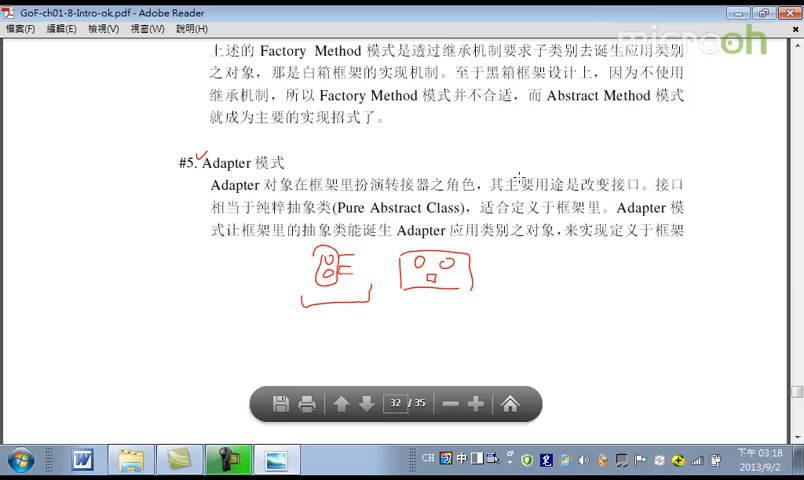 GoF-ch01-8-Intro-ok.pdf - Adobe Reader
檔案(F) 編輯(E) 檢視(V) 視窗(W) 說明(H)
microoh
上述的 Factory Method 模式是透过继承机制要求子类别去诞生应用类别
之对象，那是白箱框架的实现机制。至于黑箱框架设计上，因为不使用
继承机制，所以 Factory Method 模式并不合适，而 Abstract Method 模式
就成为主要的实现招式了。
#5. Adapter 模式
Adapter 对象在框架里扮演转接器之角色，其主要用途是改变接口。接口
相当于纯粹抽象类(Pure Abstract Class)，适合定义于框架里。Adapter 模
式让框架里的抽象类能诞生 Adapter 应用类别之对象，来实现定义于框架
32 / 35
CH 中
下午 03:18
2013/9/2